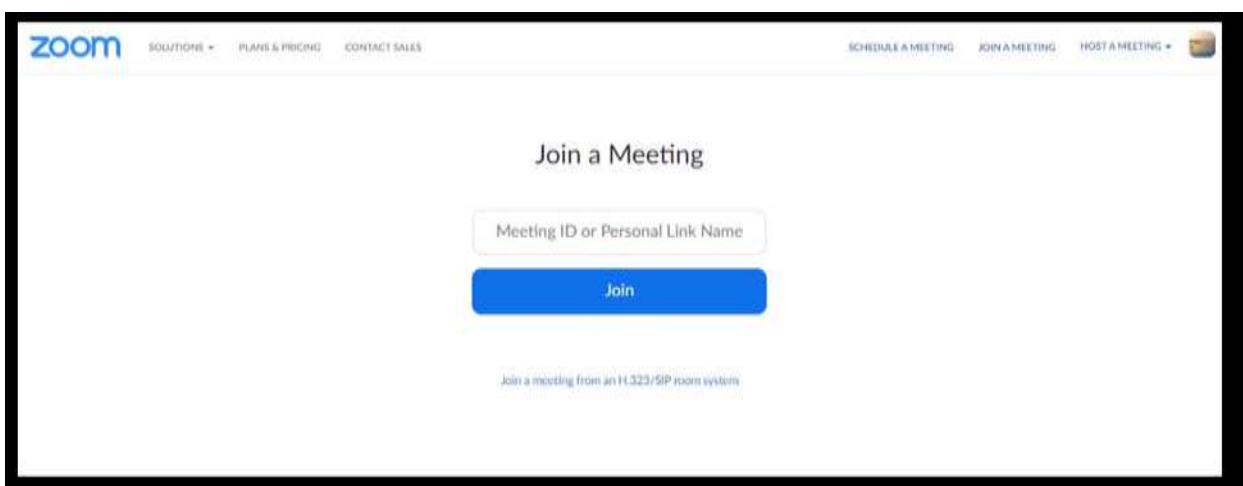 zoom SOLUTIONS PLANS & PRICING CONTACT SALES SCHEDULE A MEETING JOIN A MEETING HOST A MEETING
Join a Meeting
Meeting ID or Personal Link Name
Join
Join a meeting from an H.323/SIP room system